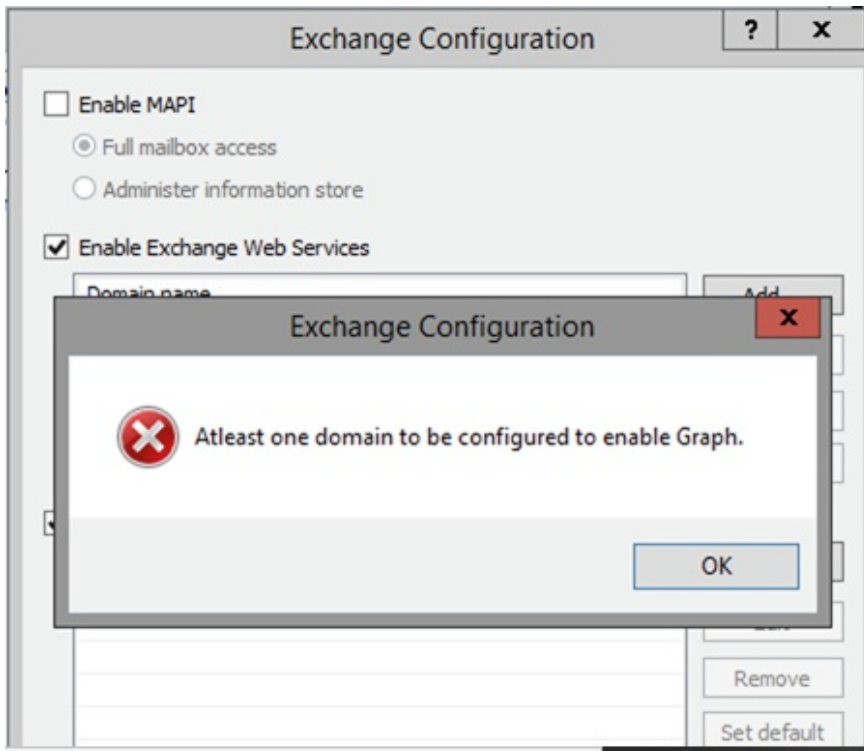 Exchange Configuration
? x
Enable MAPI
Full mailbox access
Administer information store
Enable Exchange Web Services
Domain name
Add
Exchange Configuration
x
Atleast one domain to be configured to enable Graph.
OK
Remove
Set default